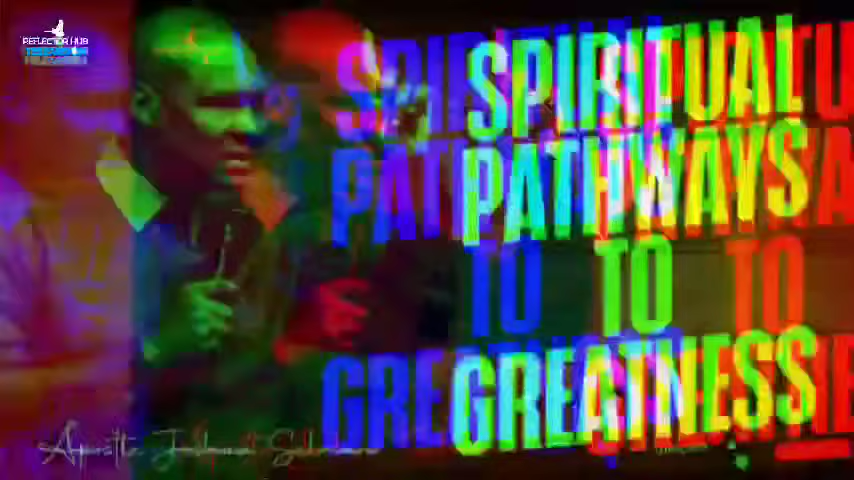 REFLECTOR HUB
SPIRITUAL
PATHWAYS
TO
GREATNESS